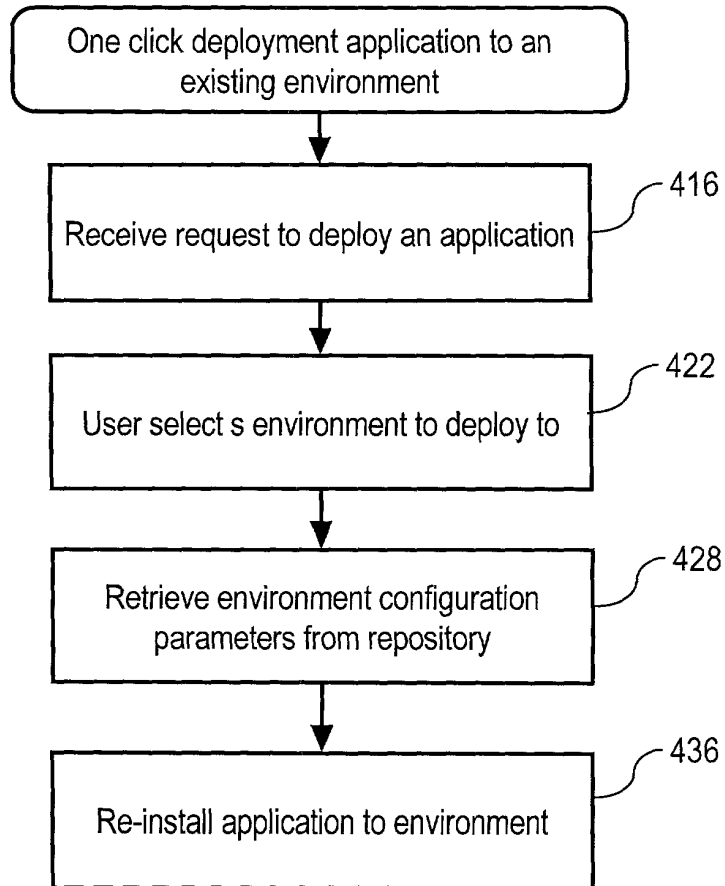 One click deployment application to an
existing environment
416
Receive request to deploy an application
422
User select s environment to deploy to
428
Retrieve environment configuration
parameters from repository
436
Re-install application to environment